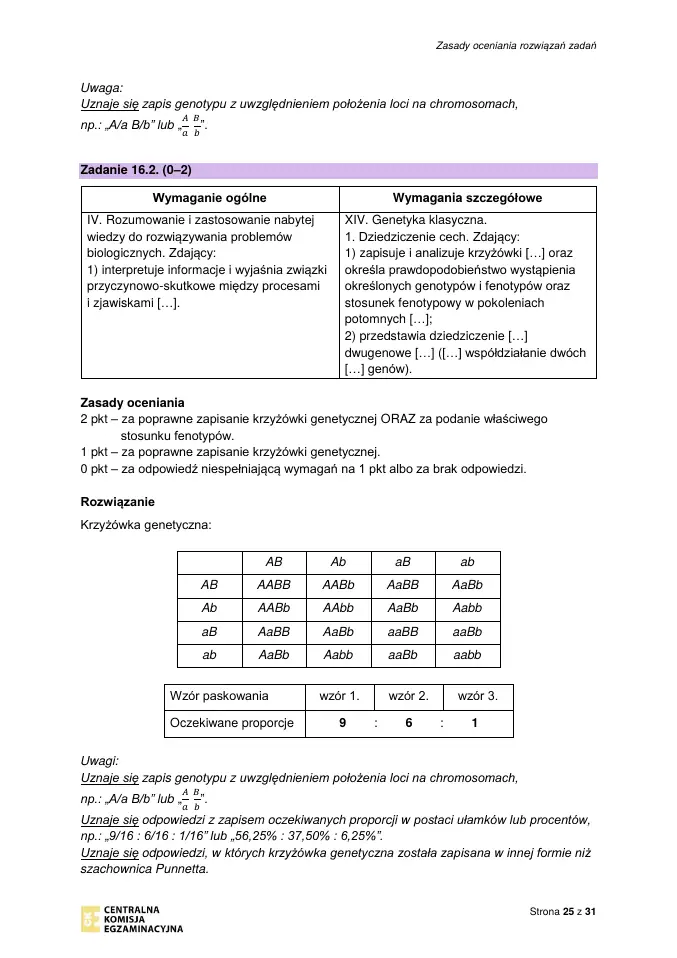 Zasady oceniania rozwiązań zadań
Uwaga:
Uznaje się zapis genotypu z uwzględnieniem położenia loci na chromosomach,
np.: „A/a B/b” lub „A/a B/b”.
Zadanie 16.2. (0–2)
Wymaganie ogólne
Wymagania szczegółowe
IV. Rozumowanie i zastosowanie nabytej
wiedzy do rozwiązywania problemów
biologicznych. Zdający:
1) interpretuje informacje i wyjaśnia związki
przyczynowo-skutkowe między procesami
i zjawiskami […].
XIV. Genetyka klasyczna.
1. Dziedziczenie cech. Zdający:
1) zapisuje i analizuje krzyżówki […] oraz
określa prawdopodobieństwo wystąpienia
określonych genotypów i fenotypów oraz
stosunek fenotypowy w pokoleniach
potomnych […];
2) przedstawia dziedziczenie […]
dwugenowe […] ([…] współdziałanie dwóch
[…] genów).
Zasady oceniania
2 pkt – za poprawne zapisanie krzyżówki genetycznej ORAZ za podanie właściwego
stosunku fenotypów.
1 pkt – za poprawne zapisanie krzyżówki genetycznej.
0 pkt – za odpowiedź niespełniającą wymagań na 1 pkt albo za brak odpowiedzi.
Rozwiązanie
Krzyżówka genetyczna:
AB Ab aB ab
AB AABB AABb AaBB AaBb
Ab AABb AAbb AaBb Aabb
aB AaBB AaBb aaBB aaBb
ab AaBb Aabb aaBb aabb
Wzór paskowania wzór 1. wzór 2. wzór 3.
Oczekiwane proporcje 9 : 6 : 1
Uwagi:
Uznaje się zapis genotypu z uwzględnieniem położenia loci na chromosomach,
np.: „A/a B/b” lub „A/a B/b”.
Uznaje się odpowiedzi z zapisem oczekiwanych proporcji w postaci ułamków lub procentów,
np.: „9/16 : 6/16 : 1/16” lub „56,25% : 37,50% : 6,25%”.
Uznaje się odpowiedzi, w których krzyżówka genetyczna została zapisana w innej formie niż
szachownica Punnetta.
CENTRALNA
KOMISJA
EGZAMINACYJNA
Strona 25 z 31